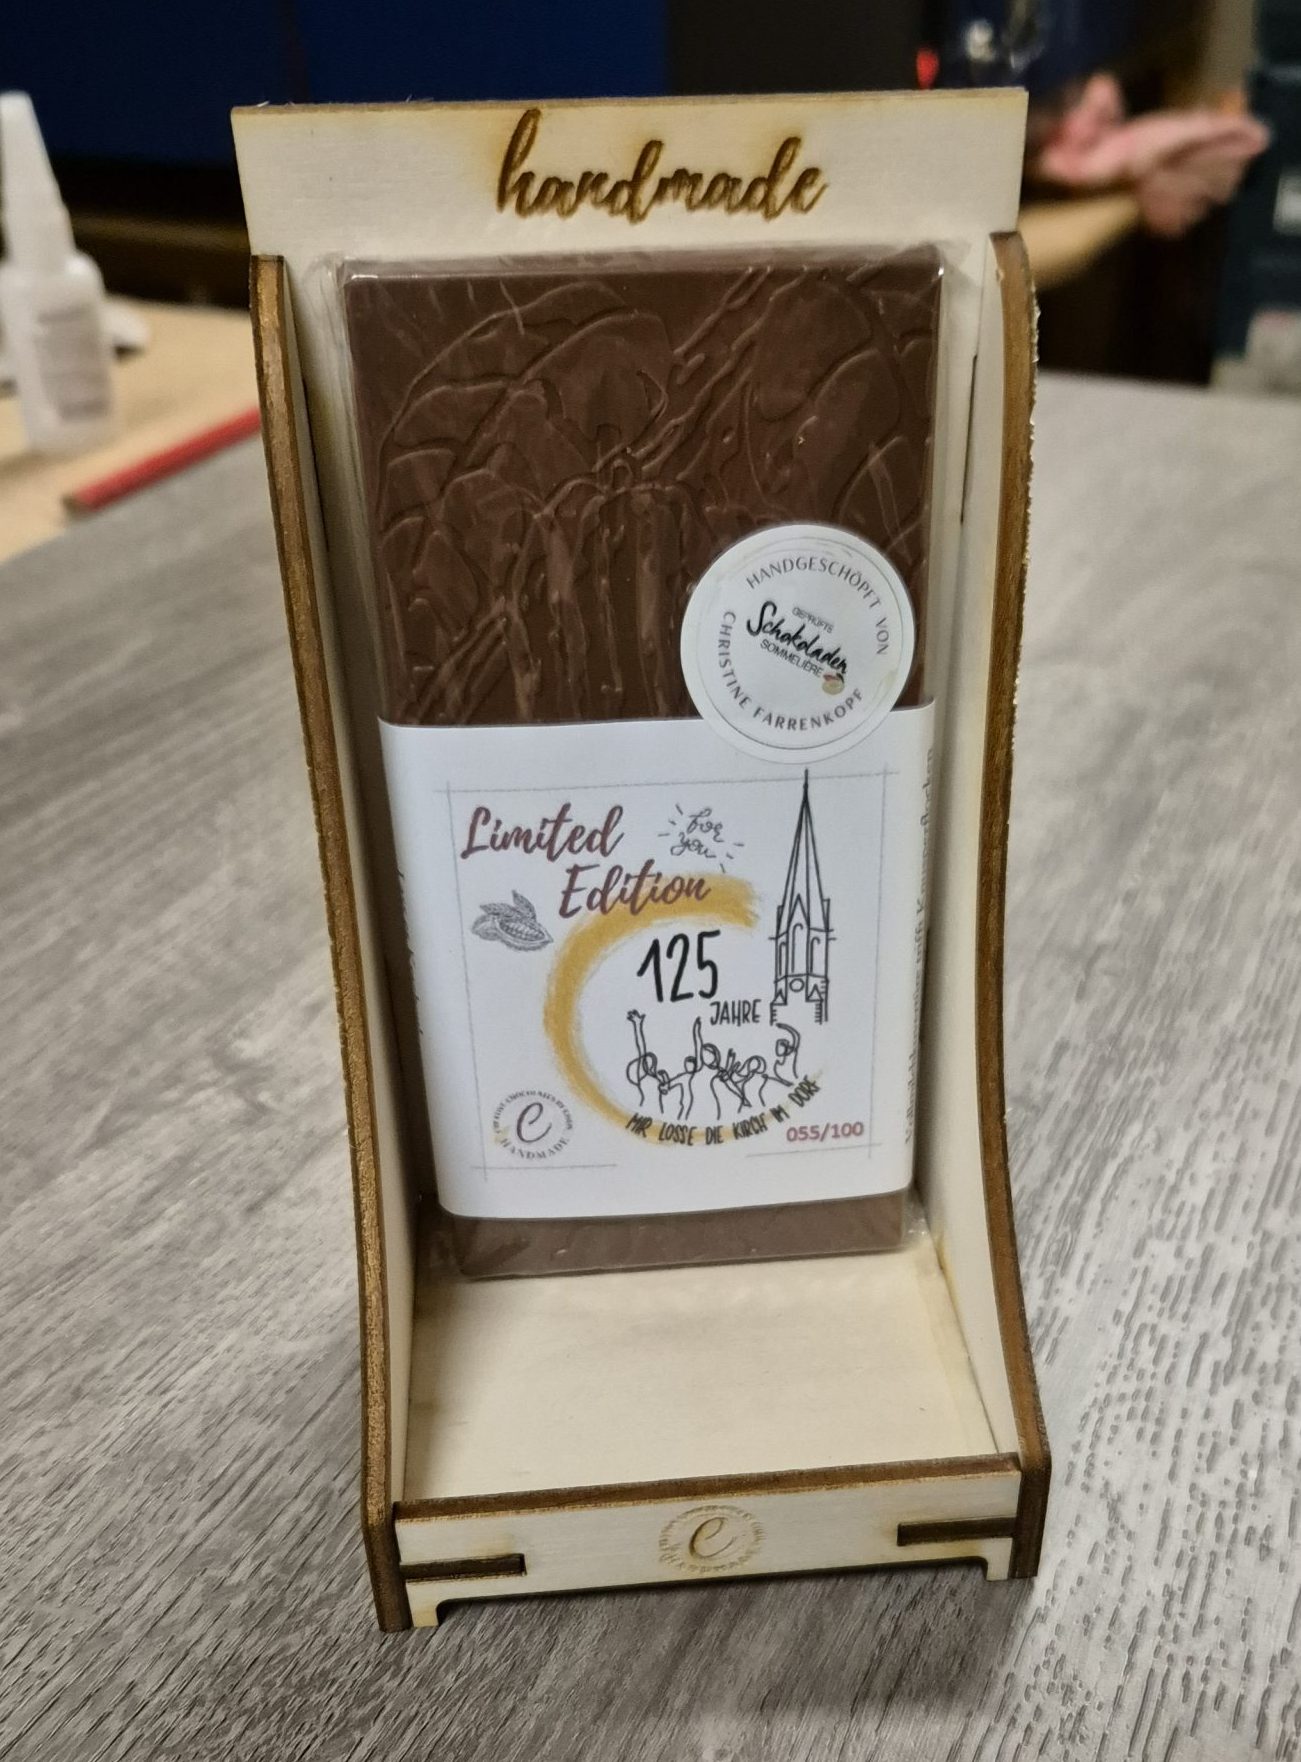 handmade
HANDGESCHÖPFT VON
GEPRÜFTE
Schokoladen
SOMMELIÈRE
CHRISTINE FARRENKOPF
Limited
Edition
for
you
125
JAHRE
MIR LOSSE DIE KIRCH IM DORF
055/100
C
HANDMADE
C